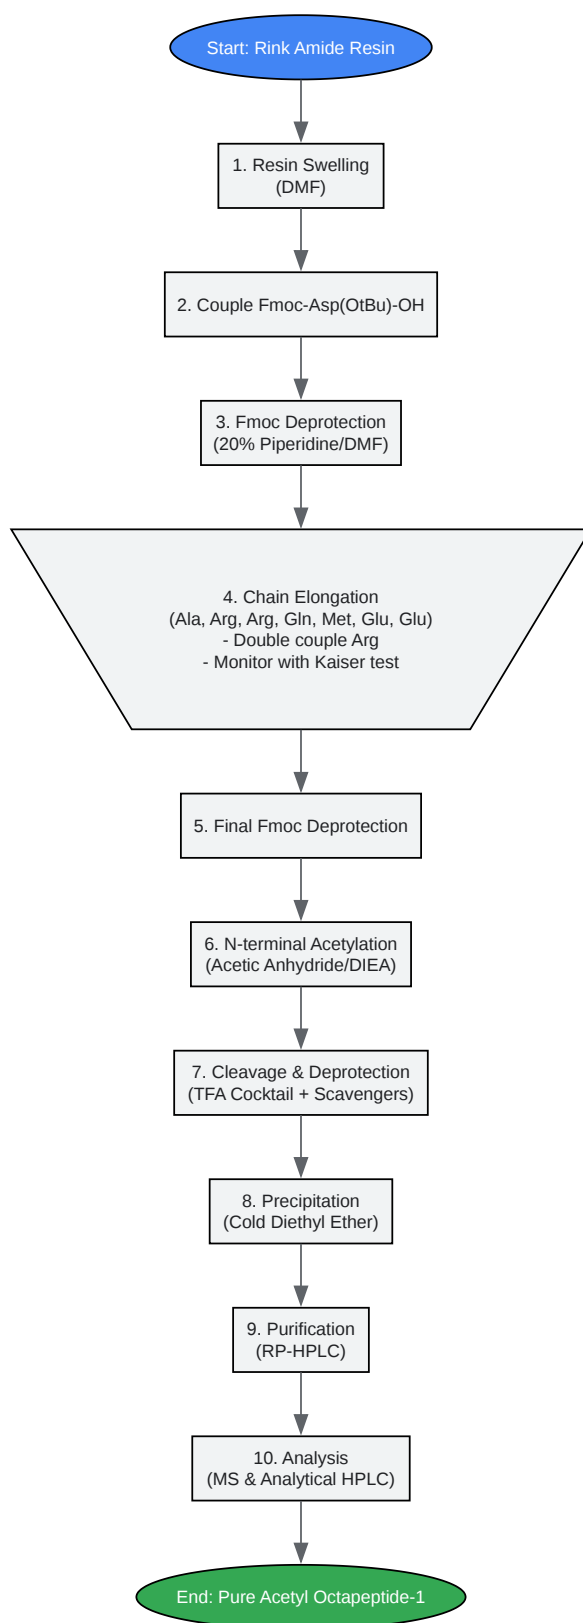 Start: Rink Amide Resin
1. Resin Swelling
(DMF)
2. Couple Fmoc-Asp(OtBu)-OH
3. Fmoc Deprotection
(20% Piperidine/DMF)
4. Chain Elongation
(Ala, Arg, Arg, Gln, Met, Glu, Glu)
- Double couple Arg
- Monitor with Kaiser test
5. Final Fmoc Deprotection
6. N-terminal Acetylation
(Acetic Anhydride/DIEA)
7. Cleavage & Deprotection
(TFA Cocktail + Scavengers)
8. Precipitation
(Cold Diethyl Ether)
9. Purification
(RP-HPLC)
10. Analysis
(MS & Analytical HPLC)
End: Pure Acetyl Octapeptide-1